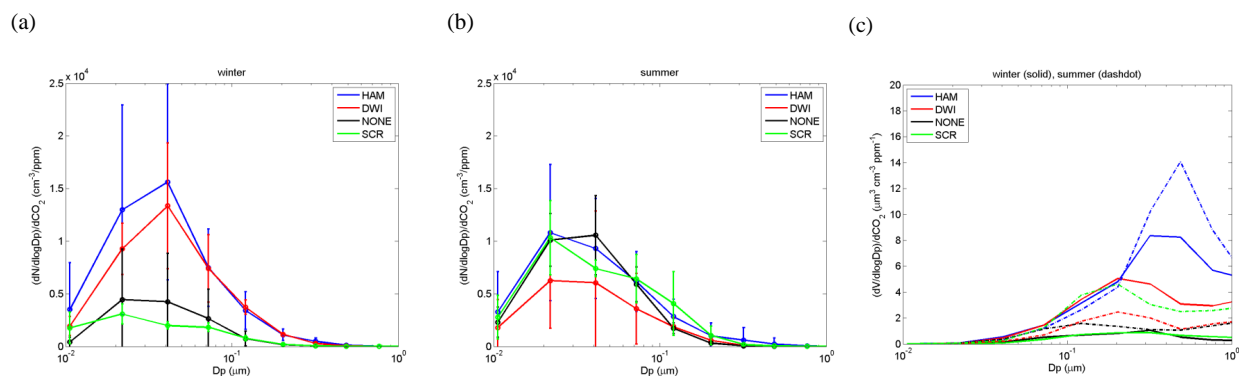 (a)
(b)
(c)
winter
x 10^4
2.5
2
1.5
1
0.5
0
10^-2
10^-1
10^0
(dN/dlogDp)/dCO_2 (cm^-3/ppm)
Dp (μm)
HAM
DWI
NONE
SCR
summer
x 10^4
2.5
2
1.5
1
0.5
0
10^-2
10^-1
10^0
(dN/dlogDp)/dCO_2 (cm^-3/ppm)
Dp (μm)
HAM
DWI
NONE
SCR
winter (solid), summer (dashdot)
20
18
16
14
12
10
8
6
4
2
0
10^-2
10^-1
10^0
(dV/dlogDp)/dCO_2 (μm^3 cm^-3 ppm^-1)
Dp (μm)
HAM
DWI
NONE
SCR